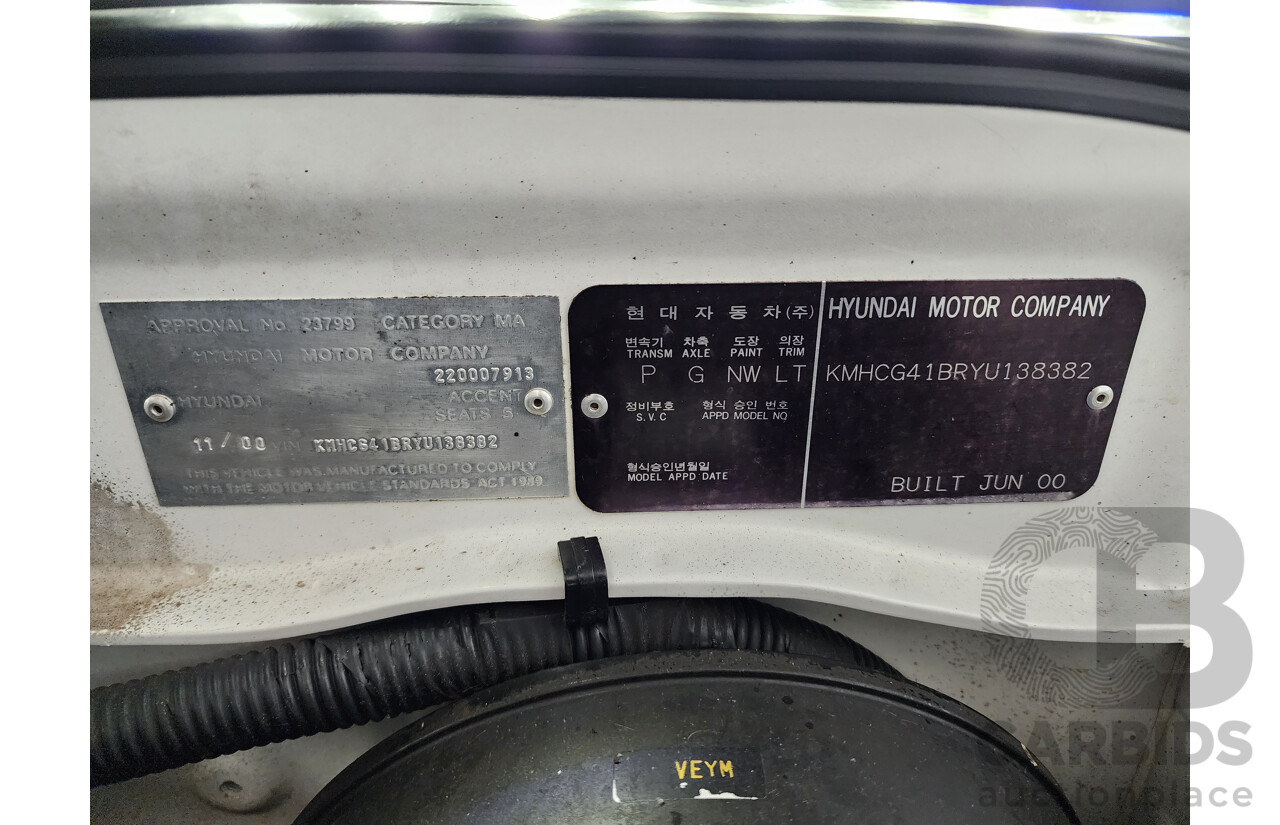 APPROVAL No. 23799 CATEGORY MA
HYUNDAI MOTOR COMPANY
220007913
HYUNDAI ACCENT
SEATS 5
11/00 VIN KMHCG41BRYU138382
THIS VEHICLE WAS MANUFACTURED TO COMPLY
WITH THE MOTOR VEHICLE STANDARDS ACT 1989
현대자동차(주)
변속기 차축 도장 의장
TRANSM AXLE PAINT TRIM
P G NW LT
정비부호 형식 승인 번호
S.V.C APPD MODEL NO
형식승인년월일
MODEL APPD DATE
HYUNDAI MOTOR COMPANY
KMHCG41BRYU138382
BUILT JUN 00
VEYM
CB
CARBIDS
auctionplace